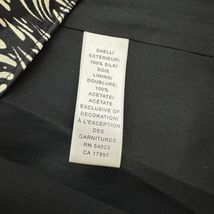 SHELL/
EXTÉRIEUR:
100% SILK/
SOIE
LINING/
DOUBLURE:
100%
ACETATE/
ACÉTATE
EXCLUSIVE OF
DECORATION/
À L'EXCEPTION
DES
GARNITURES
RN 54023
CA 17897